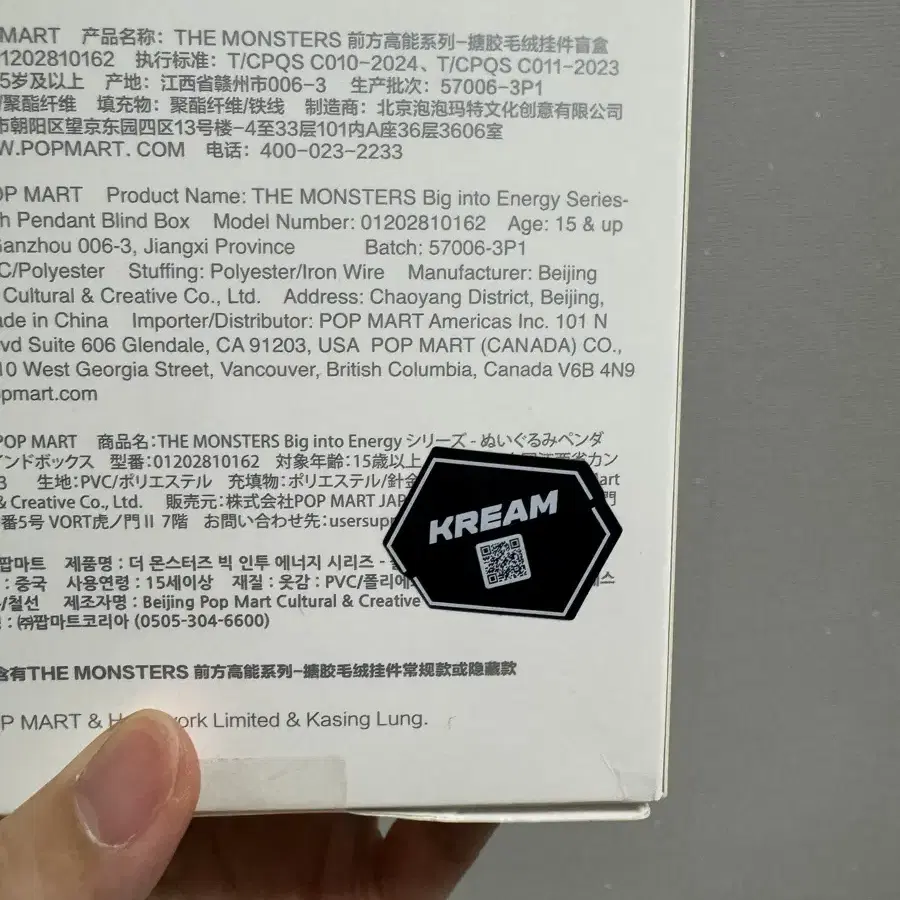 MART 产品名称：THE MONSTERS 前方高能系列-搪胶毛绒挂件盲盒
01202810162 执行标准：T/CPQS C010-2024、T/CPQS C011-2023
15岁及以上 产地：江西省赣州市006-3 生产批次：57006-3P1
/聚酯纤维 填充物：聚酯纤维/铁线 制造商：北京泡泡玛特文化创意有限公司
市朝阳区望京东园四区13号楼-4至33层101内A座36层3606室
W.POPMART.COM 电话：400-023-2233
OP MART Product Name: THE MONSTERS Big into Energy Series-
h Pendant Blind Box Model Number: 01202810162 Age: 15 & up
Ganzhou 006-3, Jiangxi Province Batch: 57006-3P1
C/Polyester Stuffing: Polyester/Iron Wire Manufacturer: Beijing
Cultural & Creative Co., Ltd. Address: Chaoyang District, Beijing,
ade in China Importer/Distributor: POP MART Americas Inc. 101 N
vd Suite 606 Glendale, CA 91203, USA POP MART (CANADA) CO.,
10 West Georgia Street, Vancouver, British Columbia, Canada V6B 4N9
opmart.com
POP MART 商品名：THE MONSTERS Big into Energy シリーズ - ぬいぐるみペンダ
インドボックス 型番：01202810162 対象年齢：15歳以上 カン
3 生地：PVC/ポリエステル 充填物：ポリエステル/針金 art
& Creative Co., Ltd. 販売元：株式会社POP MART JAP 門
番5号 VORT虎ノ門Ⅱ 7階 お問い合わせ先：usersup
팝마트 제품명 : 더 몬스터즈 빅 인투 에너지 시리즈 -
: 중국 사용연령 : 15세이상 재질 : 옷감 : PVC/폴리에 스
/철선 제조자명 : Beijing Pop Mart Cultural & Creative
: ㈜팝마트코리아 (0505-304-6600)
含有THE MONSTERS 前方高能系列-搪胶毛绒挂件常规款或隐藏款
P MART & H work Limited & Kasing Lung.
KREAM